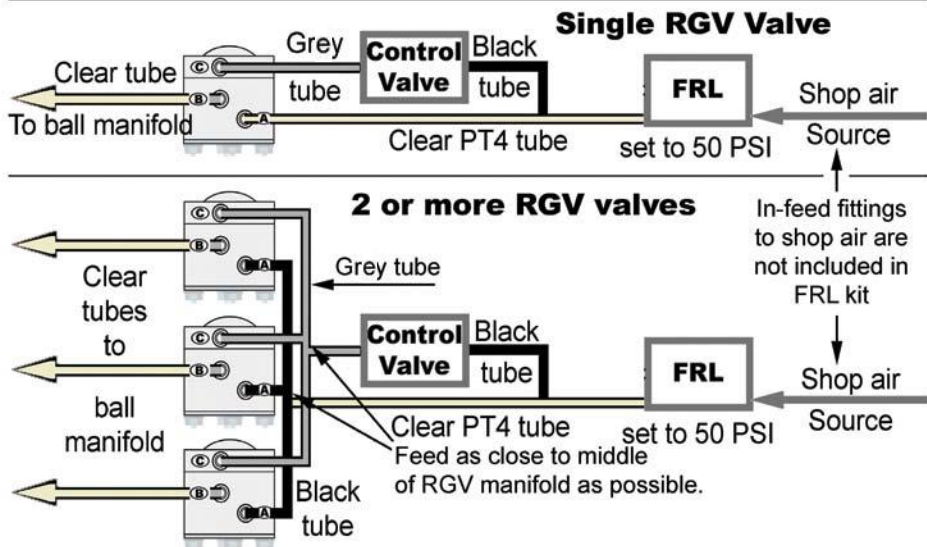 Single RGV Valve
Grey
tube
Control
Valve
Black
tube
FRL
set to 50 PSI
Shop air
Source
Clear tube
To ball manifold
C
B
A
Clear PT4 tube
2 or more RGV valves
In-feed fittings
to shop air are
not included in
FRL kit
Grey tube
C
B
A
Clear
tubes
to
ball
manifold
C
B
A
Control
Valve
Black
tube
FRL
set to 50 PSI
Shop air
Source
Clear PT4 tube
Feed as close to middle
of RGV manifold as possible.
C
B
A
Black
tube